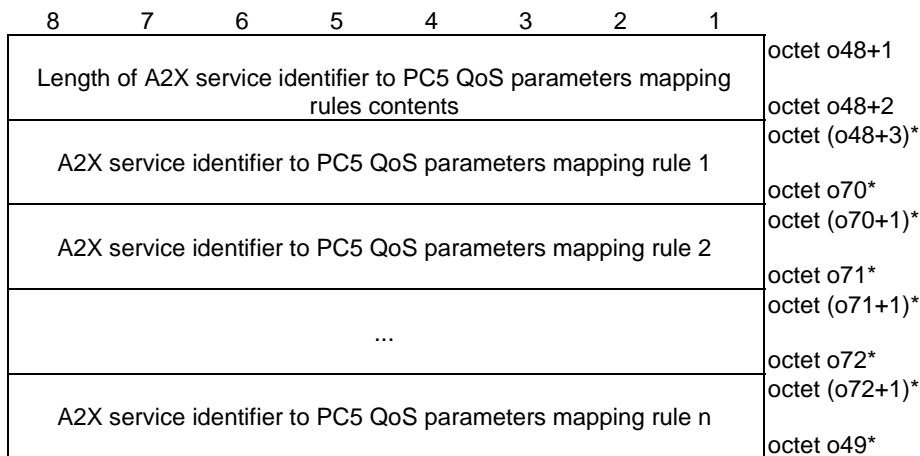 8 7 6 5 4 3 2 1
octet o48+1
Length of A2X service identifier to PC5 QoS parameters mapping
rules contents
octet o48+2
octet (o48+3)*
A2X service identifier to PC5 QoS parameters mapping rule 1
octet o70*
octet (o70+1)*
A2X service identifier to PC5 QoS parameters mapping rule 2
octet o71*
octet (o71+1)*
...
octet o72*
octet (o72+1)*
A2X service identifier to PC5 QoS parameters mapping rule n
octet o49*